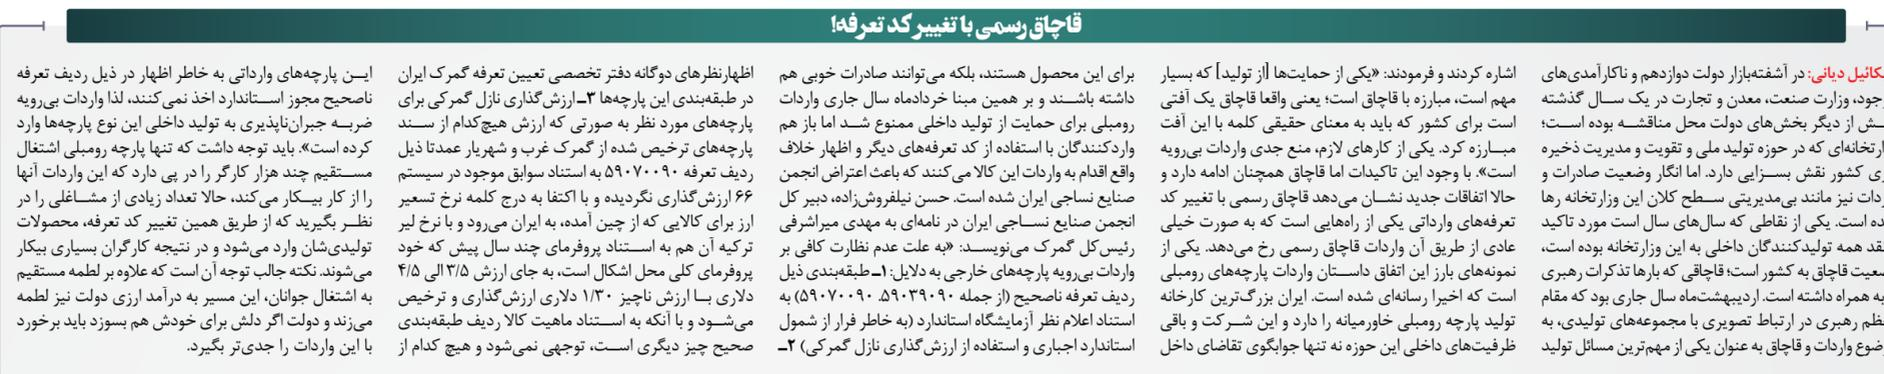 قاچاق رسمی با تغییر کد تعرفه!
دیانی: در آشفته‌بازار دولت دوازدهم و ناکارآمدی‌های
وزارت صنعت، معدن و تجارت در یک سال گذشته
از دیگر بخش‌های دولت محل مناقشه بوده است؛
که در حوزه تولید ملی و تقویت و مدیریت ذخیره
کشور نقش بسزایی دارد. اما انگار وضعیت صادرات و
نیز مانند بی‌مدیریتی سطح کلان این وزارتخانه رها
است. یکی از نقاطی که سال‌های سال است مورد تاکید
همه تولیدکنندگان داخلی به این وزارتخانه بوده است،
قاچاق به کشور است؛ قاچاقی که بارها تذکرات رهبری
به همراه داشته است. اردیبهشت‌ماه سال جاری بود که مقام
رهبری در ارتباط تصویری با مجموعه‌های تولیدی، به
واردات و قاچاق به عنوان یکی از مهم‌ترین مسائل تولید
اشاره کردند و فرمودند: «یکی از حمایت‌ها [از تولید] که بسیار
مهم است، مبارزه با قاچاق است؛ یعنی واقعا قاچاق یک آفتی
است برای کشور که باید به معنای حقیقی کلمه با این آفت
مبارزه کرد. یکی از کارهای لازم، منع جدی واردات بی‌رویه
است». با وجود این تاکیدات اما قاچاق همچنان ادامه دارد و
حالا اتفاقات جدید نشان می‌دهد قاچاق رسمی با تغییر کد
تعرفه‌های وارداتی یکی از راه‌هایی است که به صورت خیلی
عادی از طریق آن واردات قاچاق رسمی رخ می‌دهد. یکی از
نمونه‌های بارز این اتفاق داستان واردات پارچه‌های رومبلی
است که اخیرا رسانه‌ای شده است. ایران بزرگ‌ترین کارخانه
تولید پارچه رومبلی خاورمیانه را دارد و این شرکت و باقی
ظرفیت‌های داخلی این حوزه نه تنها جوابگوی تقاضای داخل
برای این محصول هستند، بلکه می‌توانند صادرات خوبی هم
داشته باشند و بر همین مبنا خردادماه سال جاری واردات
رومبلی برای حمایت از تولید داخلی ممنوع شد اما باز هم
واردکنندگان با استفاده از کد تعرفه‌های دیگر و اظهار خلاف
واقع اقدام به واردات این کالا می‌کنند که باعث اعتراض انجمن
صنایع نساجی ایران شده است. حسن نیلفروش‌زاده، دبیر کل
انجمن صنایع نساجی ایران در نامه‌ای به مهدی میراشرفی
رئیس‌کل گمرک می‌نویسد: «به علت عدم نظارت کافی بر
واردات بی‌رویه پارچه‌های خارجی به دلایل: ۱ـ طبقه‌بندی ذیل
ردیف تعرفه ناصحیح (از جمله ۵۹۰۳۹۰۹۰، ۵۹۰۷۰۰۹۰) به
استناد اعلام نظر آزمایشگاه استاندارد (به خاطر فرار از شمول
استاندارد اجباری و استفاده از ارزش‌گذاری نازل گمرکی) ۲ـ
اظهارنظرهای دوگانه دفتر تخصصی تعیین تعرفه گمرک ایران
در طبقه‌بندی این پارچه‌ها ۳ـ ارزش‌گذاری نازل گمرکی برای
پارچه‌های مورد نظر به صورتی که ارزش هیچ‌کدام از سند
پارچه‌های ترخیص شده از گمرک غرب و شهریار عمدتا ذیل
ردیف تعرفه ۵۹۰۷۰۰۹۰ به استناد سوابق موجود در سیستم
۶۶ ارزش‌گذاری نگردیده و با اکتفا به درج کلمه نرخ تسعیر
ارز برای کالایی که از چین آمده، به ایران می‌رود و با نرخ لیر
ترکیه آن هم به استناد پروفرمای چند سال پیش که خود
پروفرمای کلی محل اشکال است، به جای ارزش ۳/۵ الی ۴/۵
دلاری با ارزش ناچیز ۱/۳۰ دلاری ارزش‌گذاری و ترخیص
می‌شود و با آنکه به استناد ماهیت کالا ردیف طبقه‌بندی
صحیح چیز دیگری است، توجهی نمی‌شود و هیچ کدام از
این پارچه‌های وارداتی به خاطر اظهار در ذیل ردیف تعرفه
ناصحیح مجوز استاندارد اخذ نمی‌کنند، لذا واردات بی‌رویه
ضربه جبران‌ناپذیری به تولید داخلی این نوع پارچه‌ها وارد
کرده است». باید توجه داشت که تنها پارچه رومبلی اشتغال
مستقیم چند هزار کارگر را در پی دارد که این واردات آنها
را از کار بیکار می‌کند، حالا تعداد زیادی از مشاغلی را در
نظر بگیرید که از طریق همین تغییر کد تعرفه، محصولات
تولیدی‌شان وارد می‌شود و در نتیجه کارگران بسیاری بیکار
می‌شوند. نکته جالب توجه آن است که علاوه بر لطمه مستقیم
به اشتغال جوانان، این مسیر به درآمد ارزی دولت نیز لطمه
می‌زند و دولت اگر دلش برای خودش هم بسوزد باید برخورد
با این واردات را جدی‌تر بگیرد.